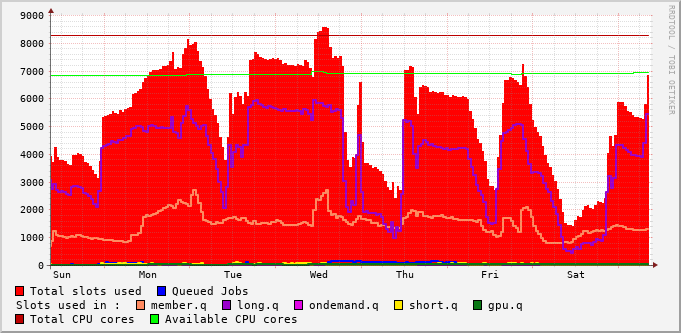 9000
8000
7000
6000
5000
4000
3000
2000
1000
0
Sun Mon Tue Wed Thu Fri Sat
RRDTOOL / TOBI OETIKER
Total slots used Queued Jobs
Slots used in : member.q long.q ondemand.q short.q gpu.q
Total CPU cores Available CPU cores